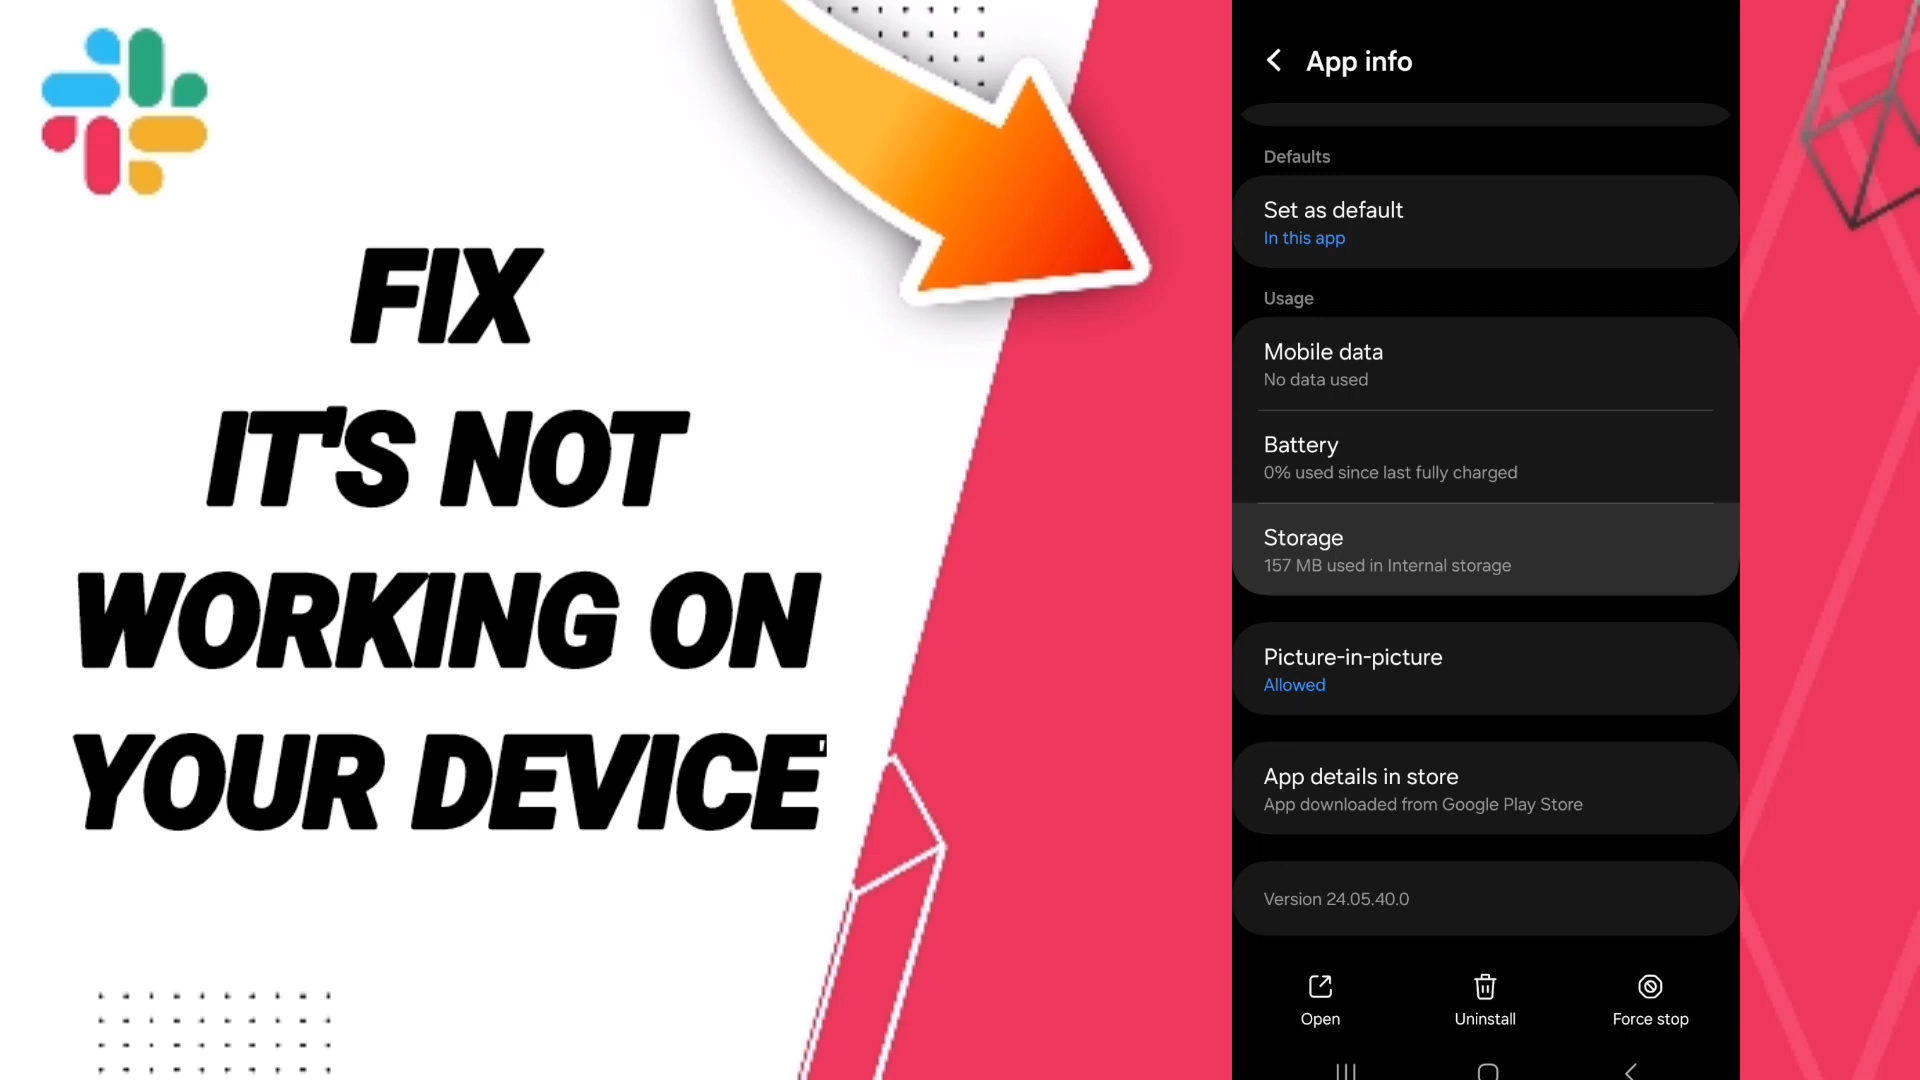 FIX
IT'S NOT
WORKING ON
YOUR DEVICE'
App info
Defaults
Set as default
In this app
Usage
Mobile data
No data used
Battery
0% used since last fully charged
Storage
157 MB used in Internal storage
Picture-in-picture
Allowed
App details in store
App downloaded from Google Play Store
Version 24.05.40.0
Open
Uninstall
Force stop